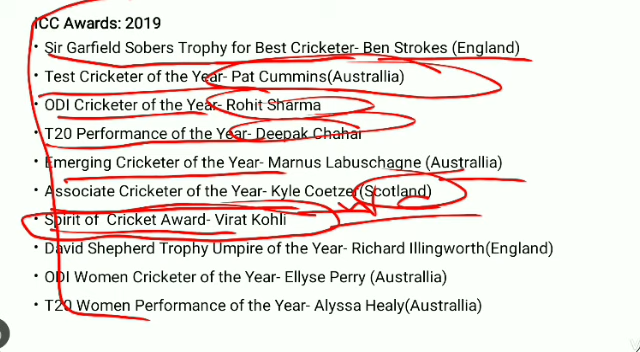 ICC Awards: 2019
• Sir Garfield Sobers Trophy for Best Cricketer- Ben Strokes (England)
• Test Cricketer of the Year- Pat Cummins(Australlia)
• ODI Cricketer of the Year- Rohit Sharma
• T20 Performance of the Year- Deepak Chahar
• Emerging Cricketer of the Year- Marnus Labuschagne (Australlia)
• Associate Cricketer of the Year- Kyle Coetzer(Scotland)
• Spirit of Cricket Award- Virat Kohli
• David Shepherd Trophy Umpire of the Year- Richard Illingworth(England)
• ODI Women Cricketer of the Year- Ellyse Perry (Australlia)
• T20 Women Performance of the Year- Alyssa Healy(Australlia)